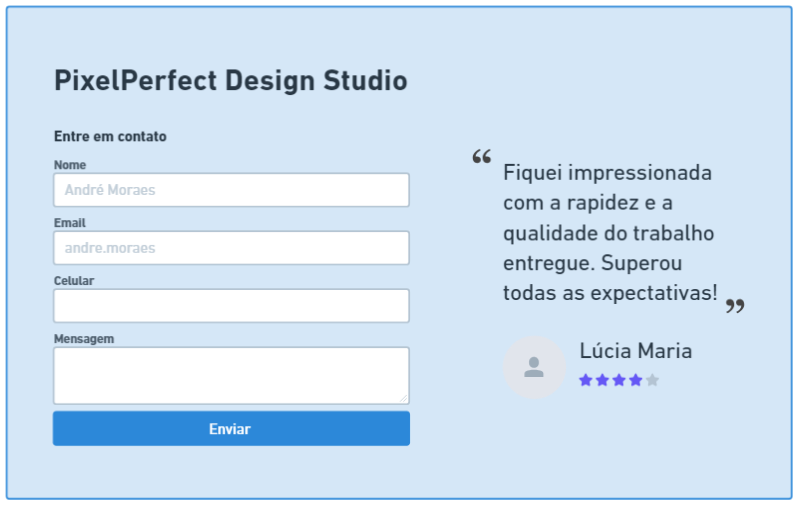 PixelPerfect Design Studio
Entre em contato
Nome
André Moraes
Email
andre.moraes
Celular
Mensagem
Enviar
“
Fiquei impressionada
com a rapidez e a
qualidade do trabalho
entregue. Superou
todas as expectativas!
”
Lúcia Maria